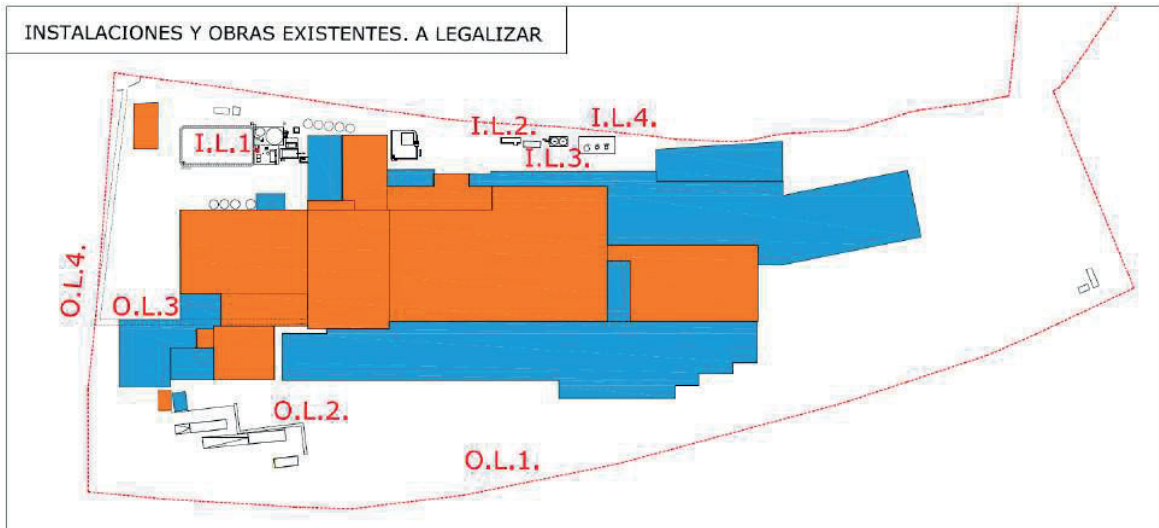 INSTALACIONES Y OBRAS EXISTENTES. A LEGALIZAR
I.L.1
I.L.2.
I.L.4.
I.L.3.
O.L.4.
O.L.3
O.L.2.
O.L.1.